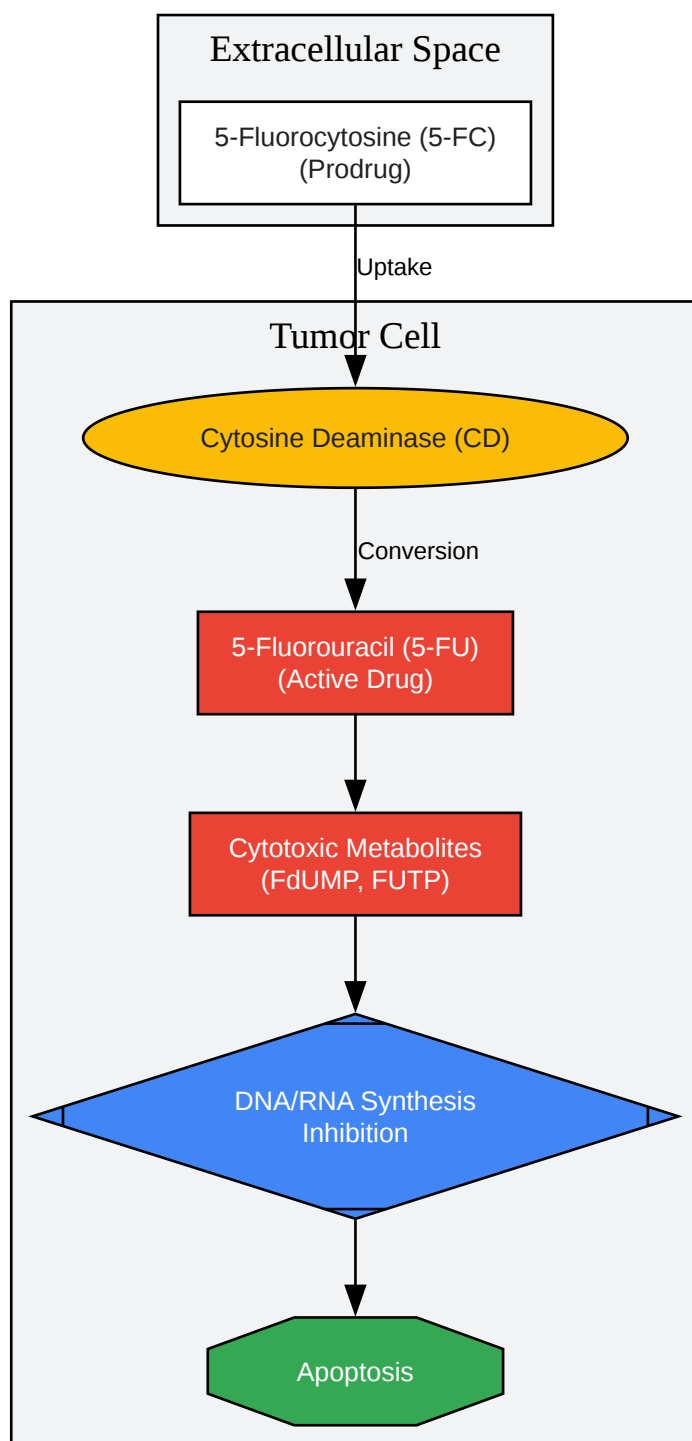 Extracellular Space
5-Fluorocytosine (5-FC)
(Prodrug)
Uptake
Tumor Cell
Cytosine Deaminase (CD)
Conversion
5-Fluorouracil (5-FU)
(Active Drug)
Cytotoxic Metabolites
(FdUMP, FUTP)
DNA/RNA Synthesis
Inhibition
Apoptosis